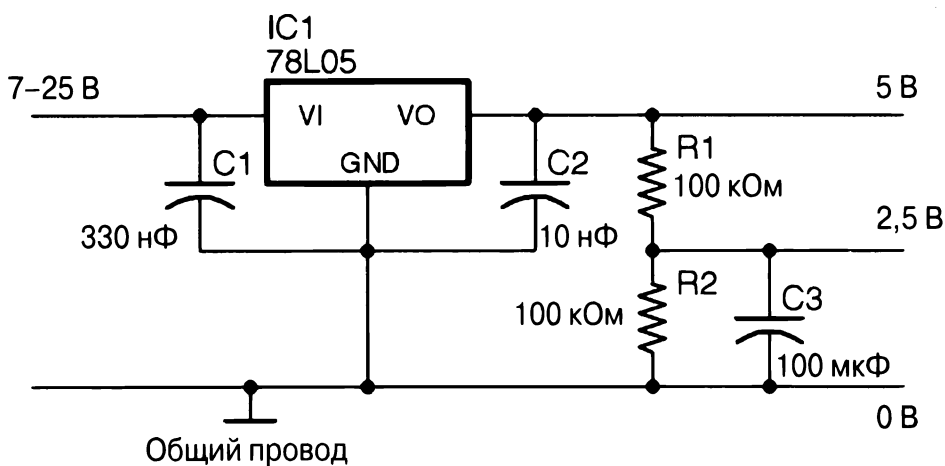 IC1
78L05
7–25 В
VI
VO
GND
5 В
C1
330 нФ
C2
10 нФ
R1
100 кОм
2,5 В
R2
100 кОм
C3
100 мкФ
0 В
Общий провод